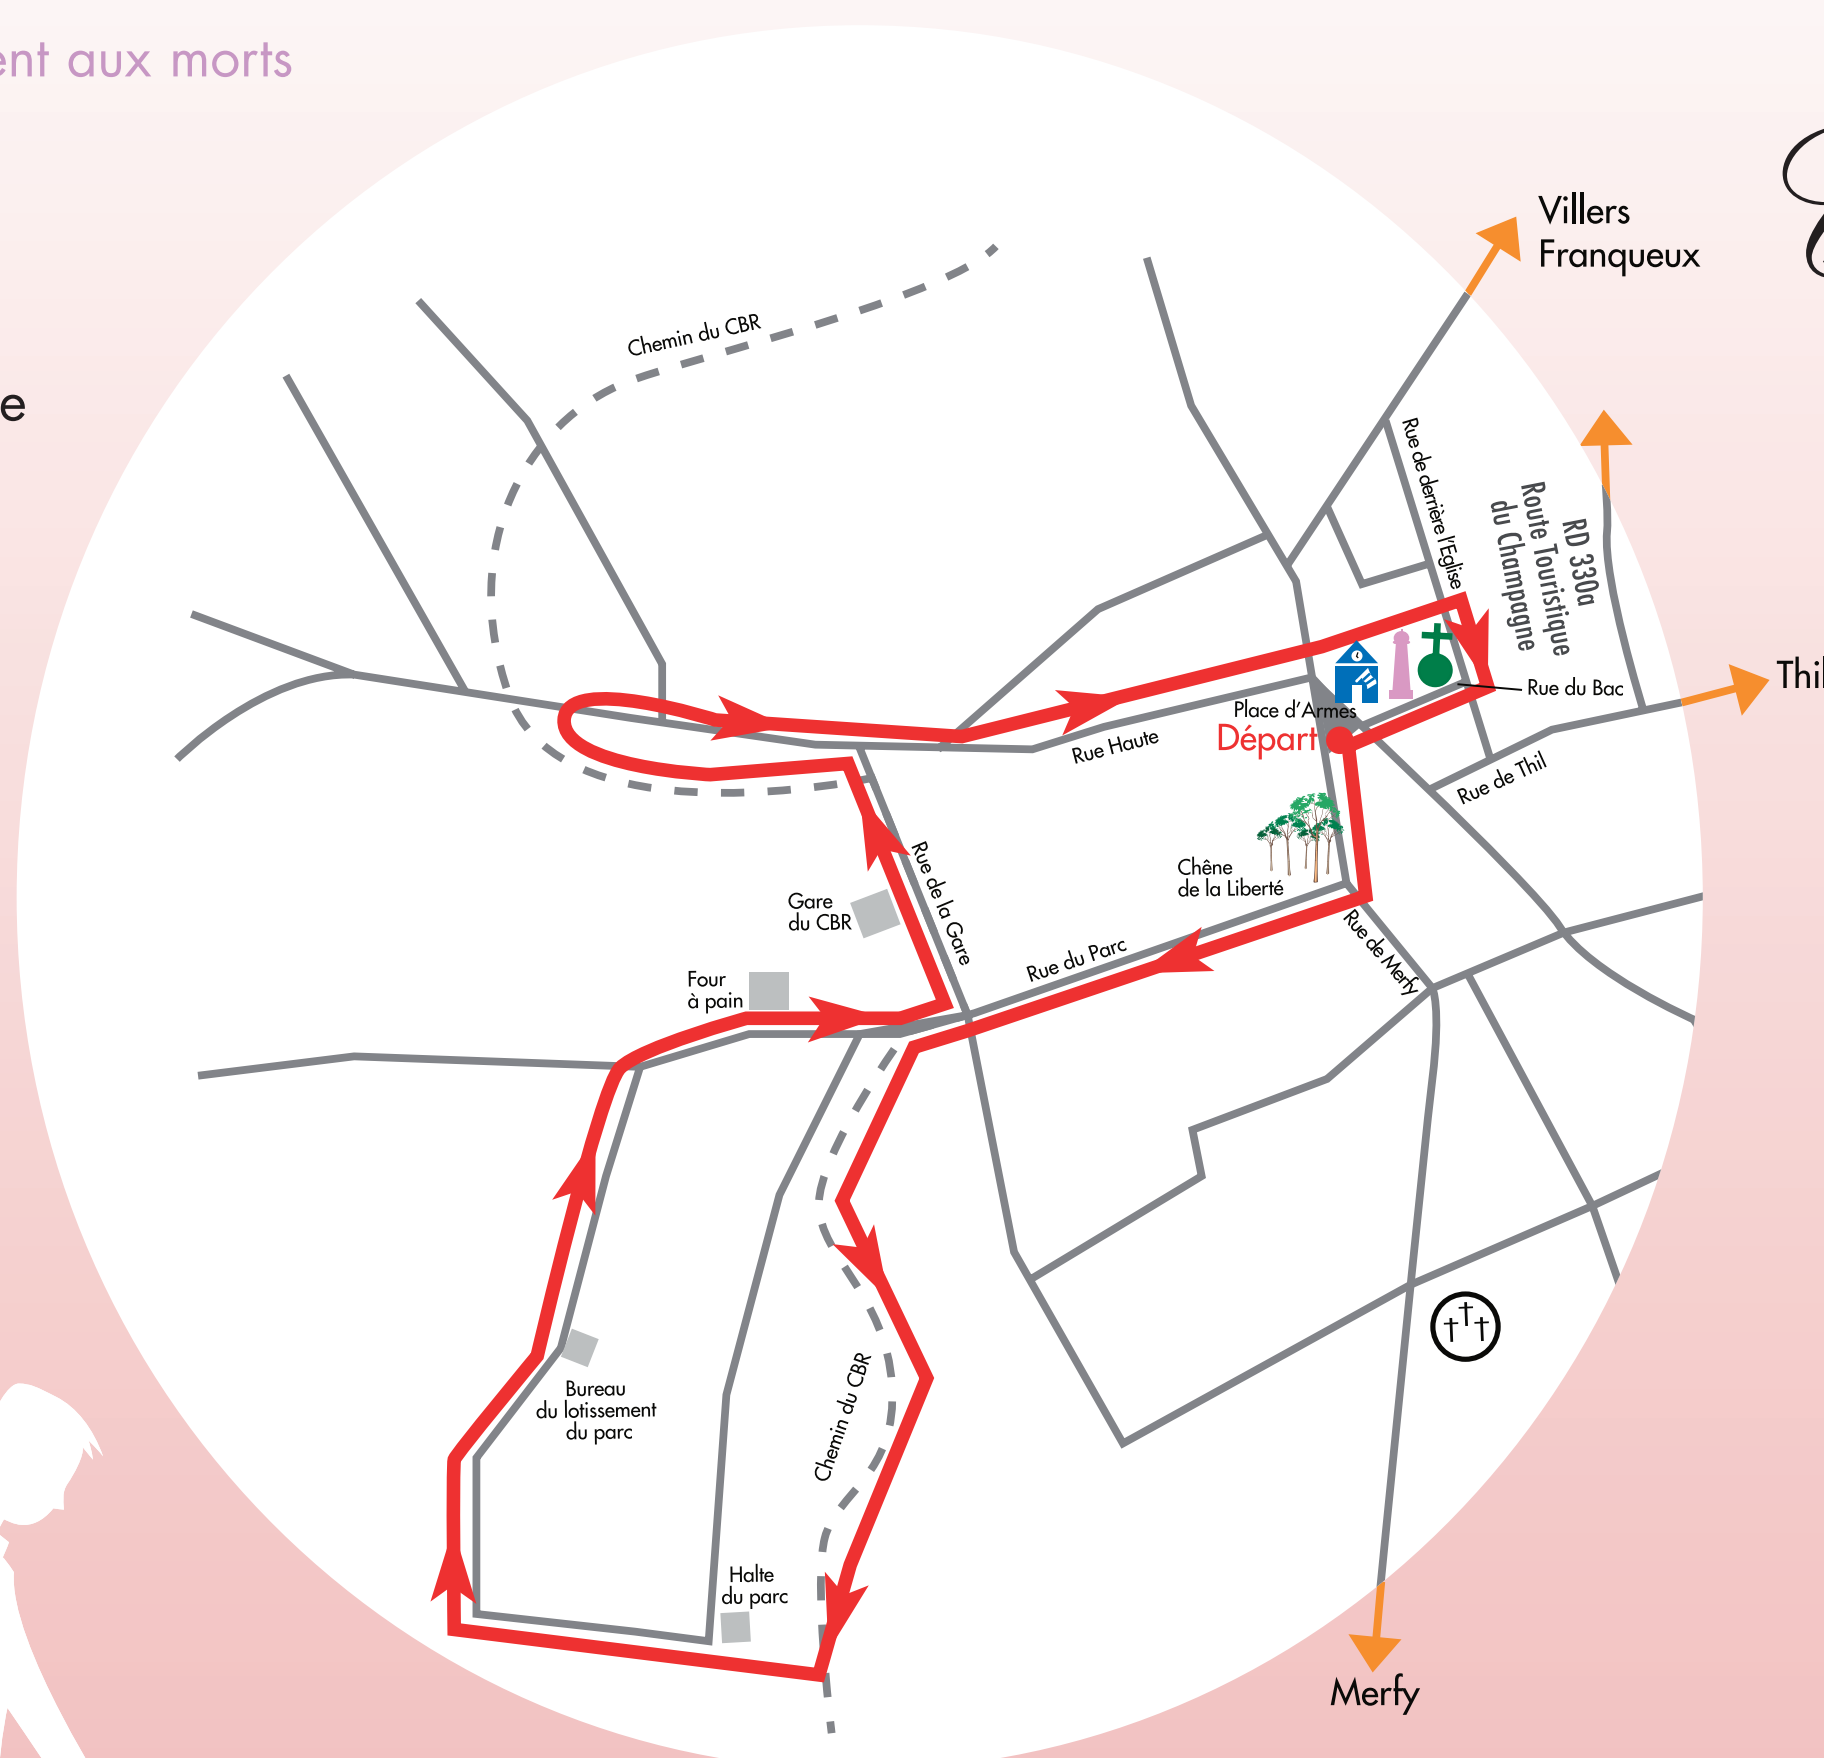 ent aux morts
e
Villers
Franqueux
Chemin du CBR
Rue de derrière l'Eglise
RD 330a
Route Touristique
du Champagne
Thil
Rue du Bac
Place d'Armes
Départ
Rue Haute
Rue de Thil
Chêne
de la Liberté
Rue de la Gare
Gare
du CBR
Rue du Parc
Rue de Merfy
Four
à pain
Bureau
du lotissement
du parc
Chemin du CBR
Halte
du parc
Merfy